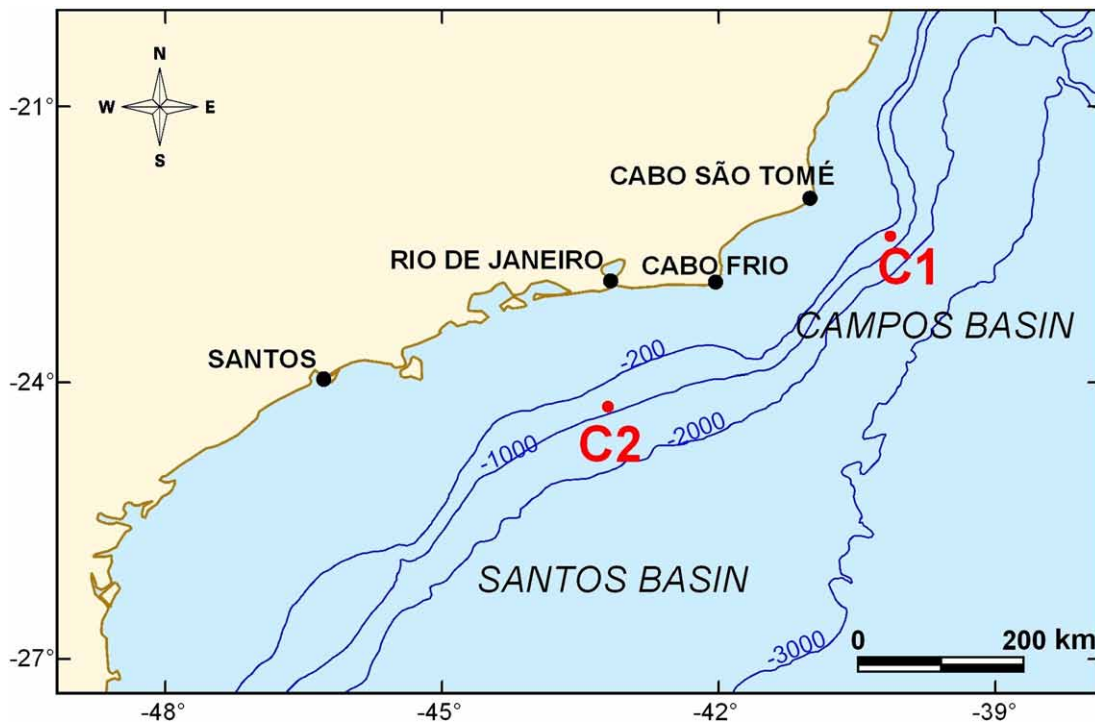 N
W E
S
-21°
CABO SÃO TOMÉ
C1
RIO DE JANEIRO
CABO FRIO
CAMPOS BASIN
SANTOS
-200
-24°
C2
-1000
-2000
SANTOS BASIN
0 200 km
-3000
-27°
-48° -45° -42° -39°